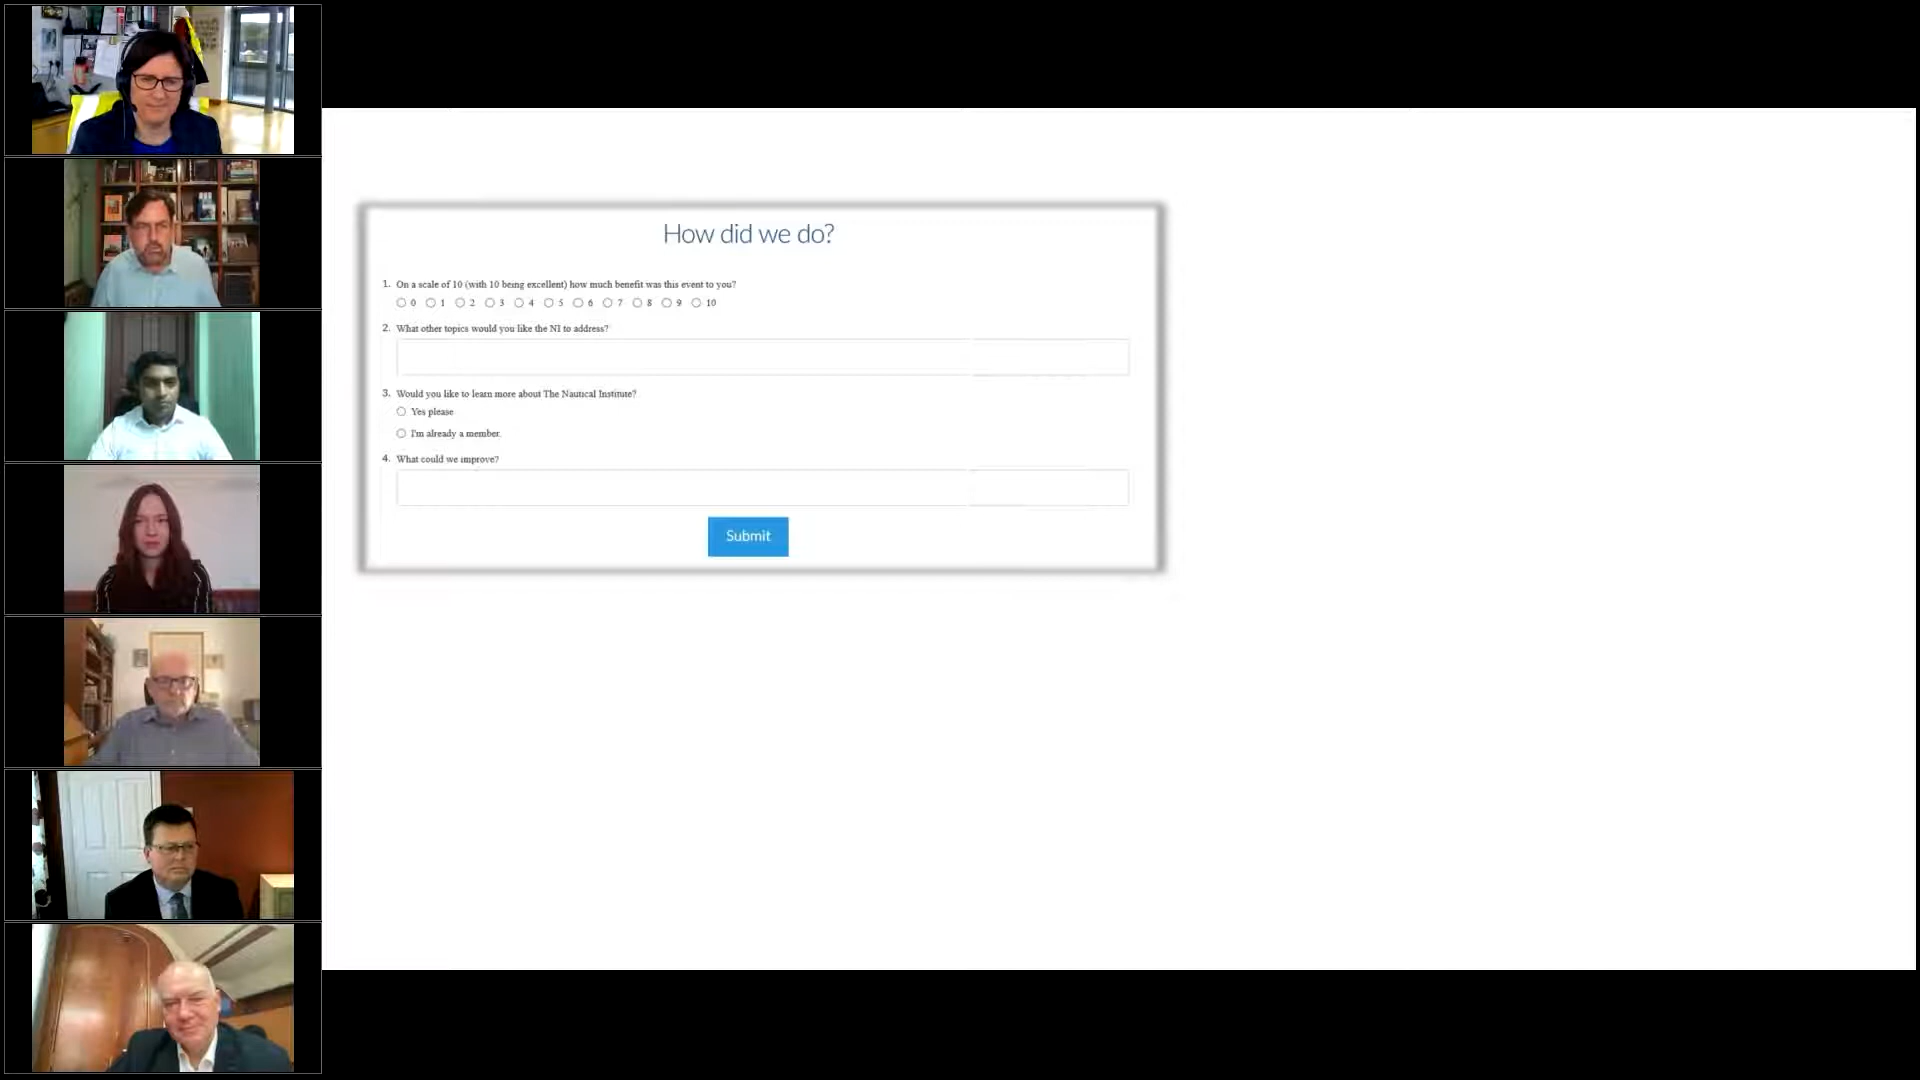 How did we do?
1. On a scale of 10 (with 10 being excellent) how much benefit was this event to you?
0 1 2 3 4 5 6 7 8 9 10
2. What other topics would you like the NI to address?
3. Would you like to learn more about The Nautical Institute?
Yes please
I'm already a member.
4. What could we improve?
Submit